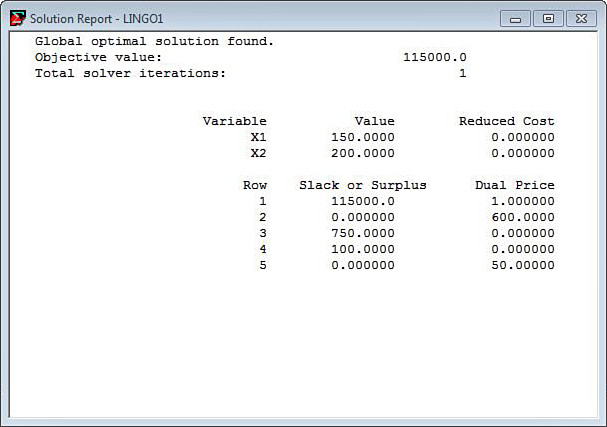 Solution Report - LINGO1
Global optimal solution found.
Objective value: 115000.0
Total solver iterations: 1
Variable Value Reduced Cost
X1 150.0000 0.000000
X2 200.0000 0.000000
Row Slack or Surplus Dual Price
1 115000.0 1.000000
2 0.000000 600.0000
3 750.0000 0.000000
4 100.0000 0.000000
5 0.000000 50.00000